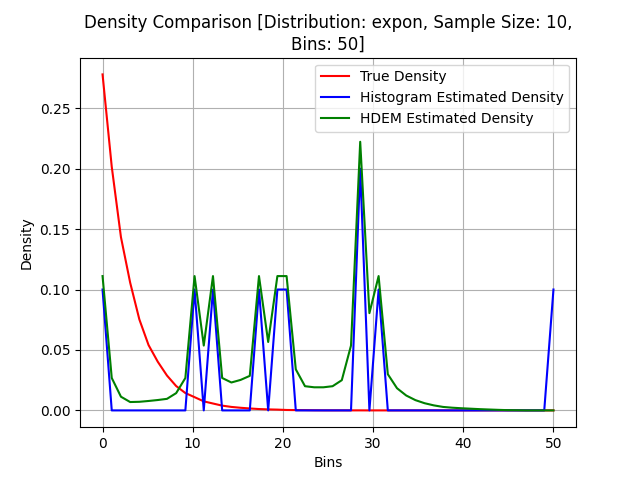 Density Comparison [Distribution: expon, Sample Size: 10,
Bins: 50]
True Density
Histogram Estimated Density
HDEM Estimated Density
Density
0.25
0.20
0.15
0.10
0.05
0.00
0 10 20 30 40 50
Bins